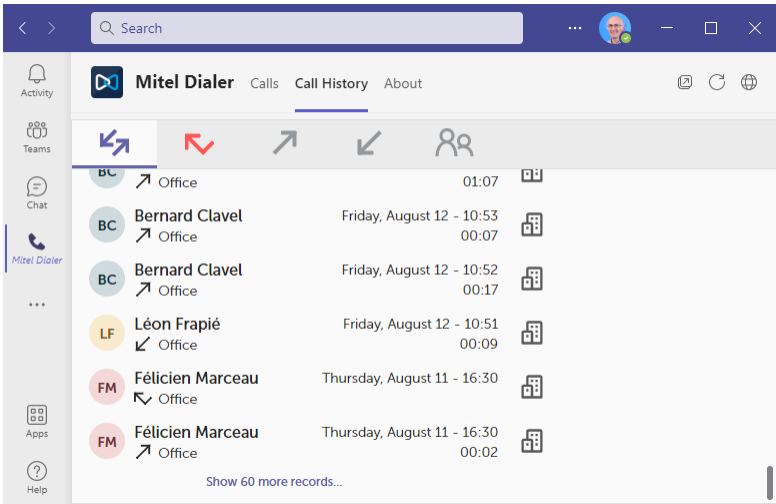 Search
Activity
Teams
Chat
Mitel Dialer
Apps
Help
Mitel Dialer Calls Call History About
BC Office 01:07
BC Bernard Clavel Friday, August 12 - 10:53
Office 00:07
BC Bernard Clavel Friday, August 12 - 10:52
Office 00:17
LF Léon Frapié Friday, August 12 - 10:51
Office 00:09
FM Félicien Marceau Thursday, August 11 - 16:30
Office
FM Félicien Marceau Thursday, August 11 - 16:30
Office 00:02
Show 60 more records...